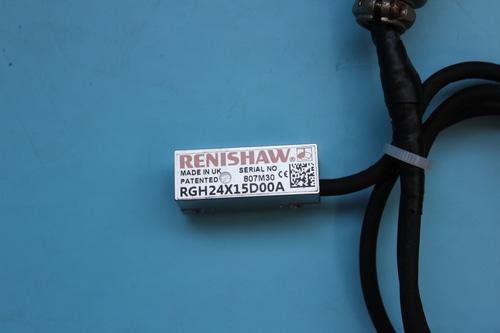 RENISHAW®
MADE IN UK SERIAL NO
PATENTED 807M30 CE
RGH24X15D00A